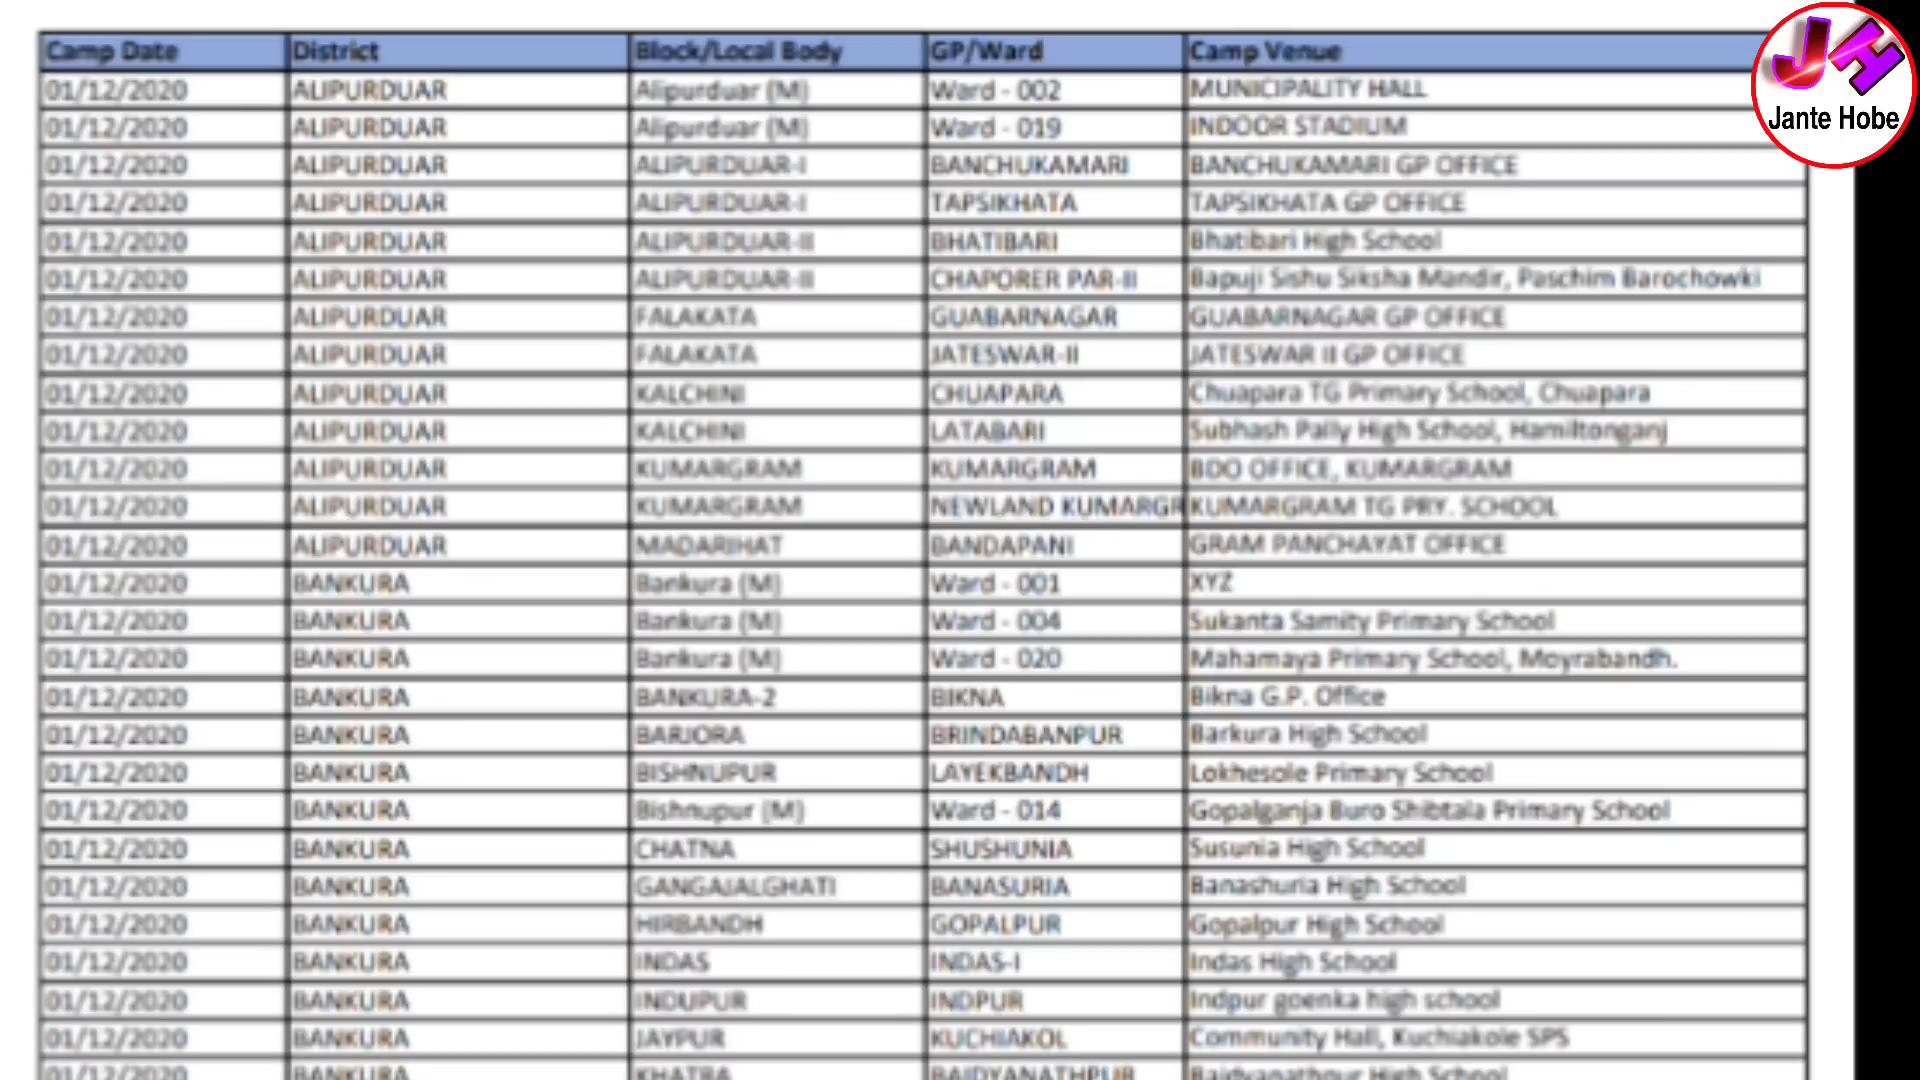 Camp Date District Block/Local Body GP/Ward Camp Venue
01/12/2020 ALIPURDUAR Alipurduar (M) Ward - 002 MUNICIPALITY HALL
01/12/2020 ALIPURDUAR Alipurduar (M) Ward - 019 INDOOR STADIUM
01/12/2020 ALIPURDUAR ALIPURDUAR-I BANCHUKAMARI BANCHUKAMARI GP OFFICE
01/12/2020 ALIPURDUAR ALIPURDUAR-I TAPSIKHATA TAPSIKHATA GP OFFICE
01/12/2020 ALIPURDUAR ALIPURDUAR-II BHATIBARI Bhatibari High School
01/12/2020 ALIPURDUAR ALIPURDUAR-II CHAPORER PAR-II Bapuji Sishu Siksha Mandir, Paschim Barochowki
01/12/2020 ALIPURDUAR FALAKATA GUABARNAGAR GUABARNAGAR GP OFFICE
01/12/2020 ALIPURDUAR FALAKATA JATESWAR-II JATESWAR II GP OFFICE
01/12/2020 ALIPURDUAR KALCHINI CHUAPARA Chuapara TG Primary School, Chuapara
01/12/2020 ALIPURDUAR KALCHINI LATABARI Subhash Pally High School, Hamiltonganj
01/12/2020 ALIPURDUAR KUMARGRAM KUMARGRAM BDO OFFICE, KUMARGRAM
01/12/2020 ALIPURDUAR KUMARGRAM NEWLAND KUMARGR KUMARGRAM TG PRY. SCHOOL
01/12/2020 ALIPURDUAR MADARIHAT BANDAPANI GRAM PANCHAYAT OFFICE
01/12/2020 BANKURA Bankura (M) Ward - 001 XYZ
01/12/2020 BANKURA Bankura (M) Ward - 004 Sukanta Samity Primary School
01/12/2020 BANKURA Bankura (M) Ward - 020 Mahamaya Primary School, Moyrabandh.
01/12/2020 BANKURA BANKURA-2 BIKNA Bikna G.P. Office
01/12/2020 BANKURA BARJORA BRINDABANPUR Barkura High School
01/12/2020 BANKURA BISHNUPUR LAYEKBANDH Lokhesole Primary School
01/12/2020 BANKURA Bishnupur (M) Ward - 014 Gopalganja Buro Shibtala Primary School
01/12/2020 BANKURA CHATNA SHUSHUNIA Susunia High School
01/12/2020 BANKURA GANGAJALGHATI BANASURIA Banashuria High School
01/12/2020 BANKURA HIRBANDH GOPALPUR Gopalpur High School
01/12/2020 BANKURA INDAS INDAS-I Indas High School
01/12/2020 BANKURA INDUPUR INDPUR Indpur goenka high school
01/12/2020 BANKURA JAYPUR KUCHIAKOL Community Hall, Kuchiakole SPS
01/12/2020 BANKURA KHATRA BAIDYANATHPUR Baidyanathpur High School
JH
Jante Hobe